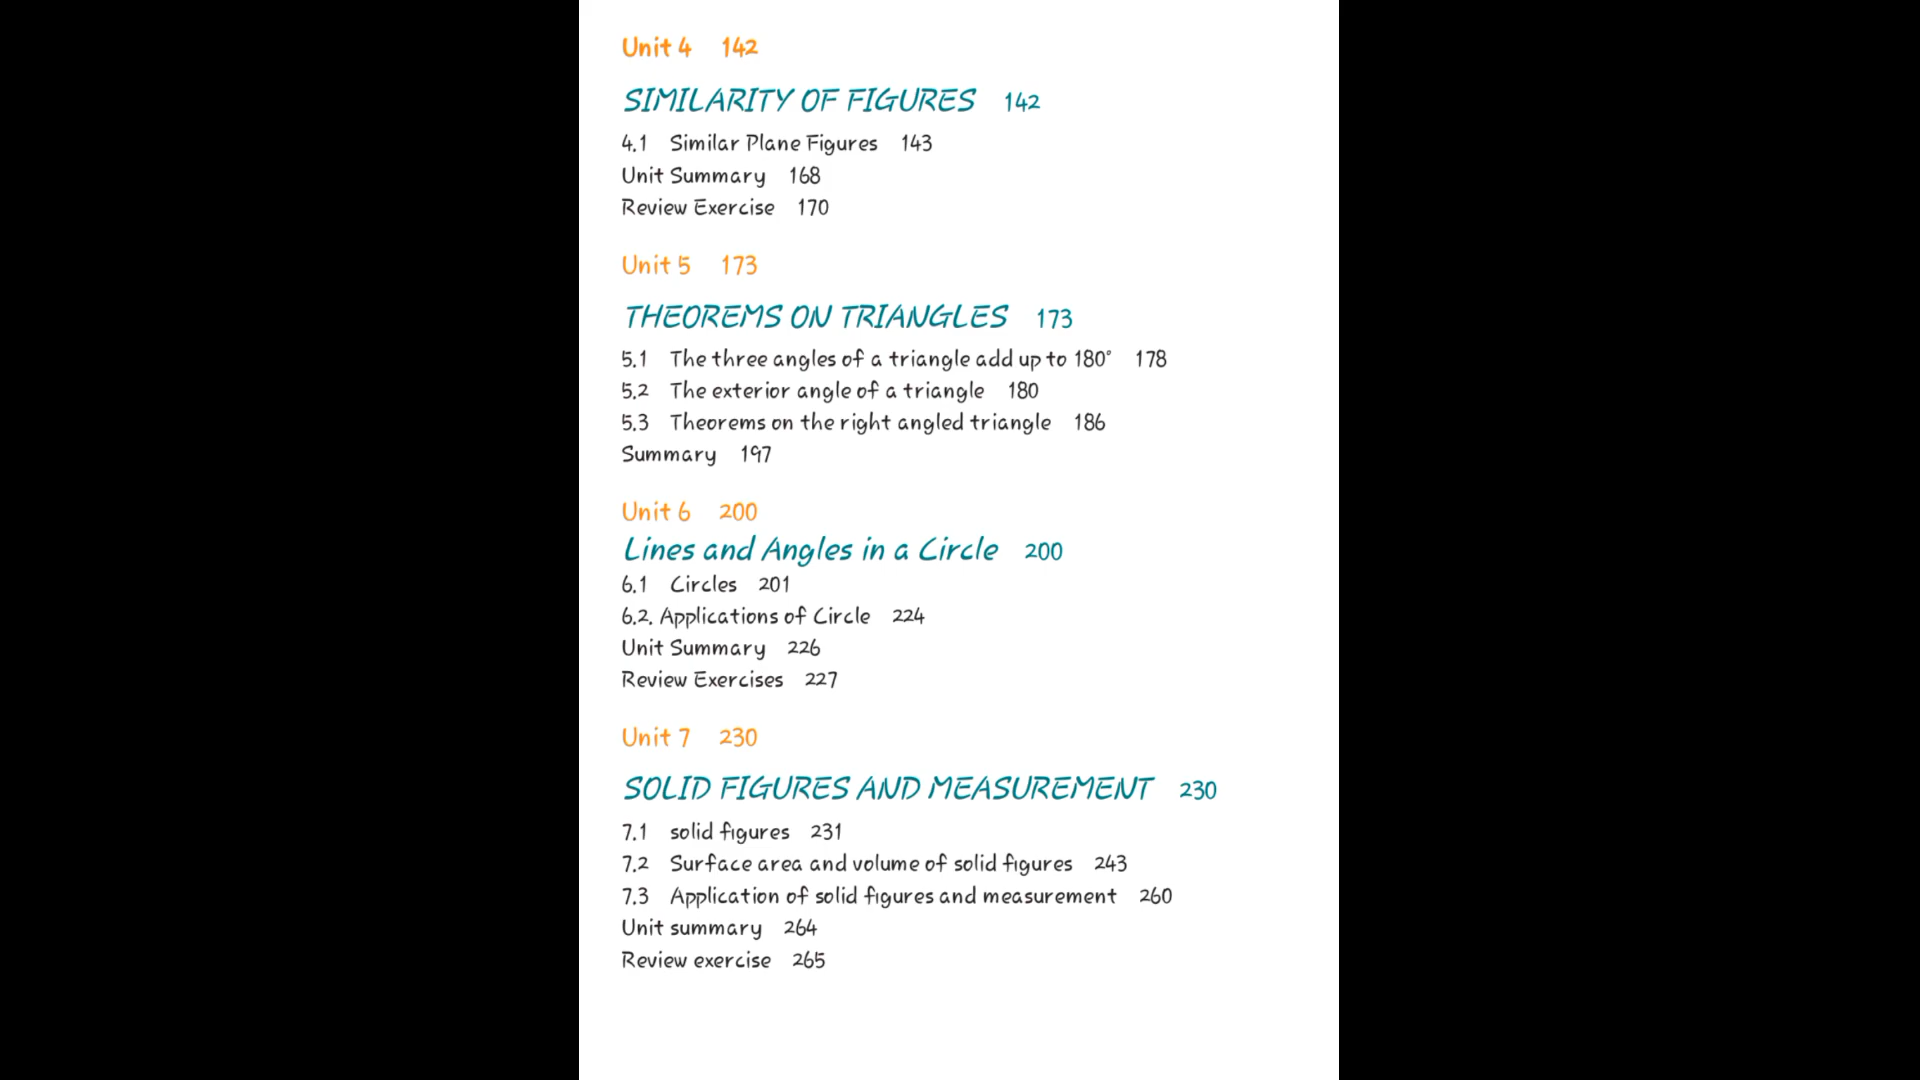 Unit 4 142
SIMILARITY OF FIGURES 142
4.1 Similar Plane Figures 143
Unit Summary 168
Review Exercise 170
Unit 5 173
THEOREMS ON TRIANGLES 173
5.1 The three angles of a triangle add up to 180° 178
5.2 The exterior angle of a triangle 180
5.3 Theorems on the right angled triangle 186
Summary 197
Unit 6 200
Lines and Angles in a Circle 200
6.1 Circles 201
6.2. Applications of Circle 224
Unit Summary 226
Review Exercises 227
Unit 7 230
SOLID FIGURES AND MEASUREMENT 230
7.1 solid figures 231
7.2 Surface area and volume of solid figures 243
7.3 Application of solid figures and measurement 260
Unit summary 264
Review exercise 265